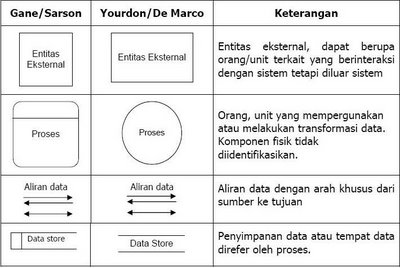 Gane/Sarson
Yourdon/De Marco
Keterangan
Entitas
Eksternal
Entitas
Eksternal
Entitas eksternal, dapat berupa
orang/unit terkait yang berinteraksi
dengan sistem tetapi diluar sistem
Proses
Proses
Orang, unit yang mempergunakan
atau melakukan transformasi data.
Komponen fisik tidak
diidentifikasikan.
Aliran data
Aliran data
Aliran data dengan arah khusus dari
sumber ke tujuan
Data store
Data Store
Penyimpanan data atau tempat data
direfer oleh proses.